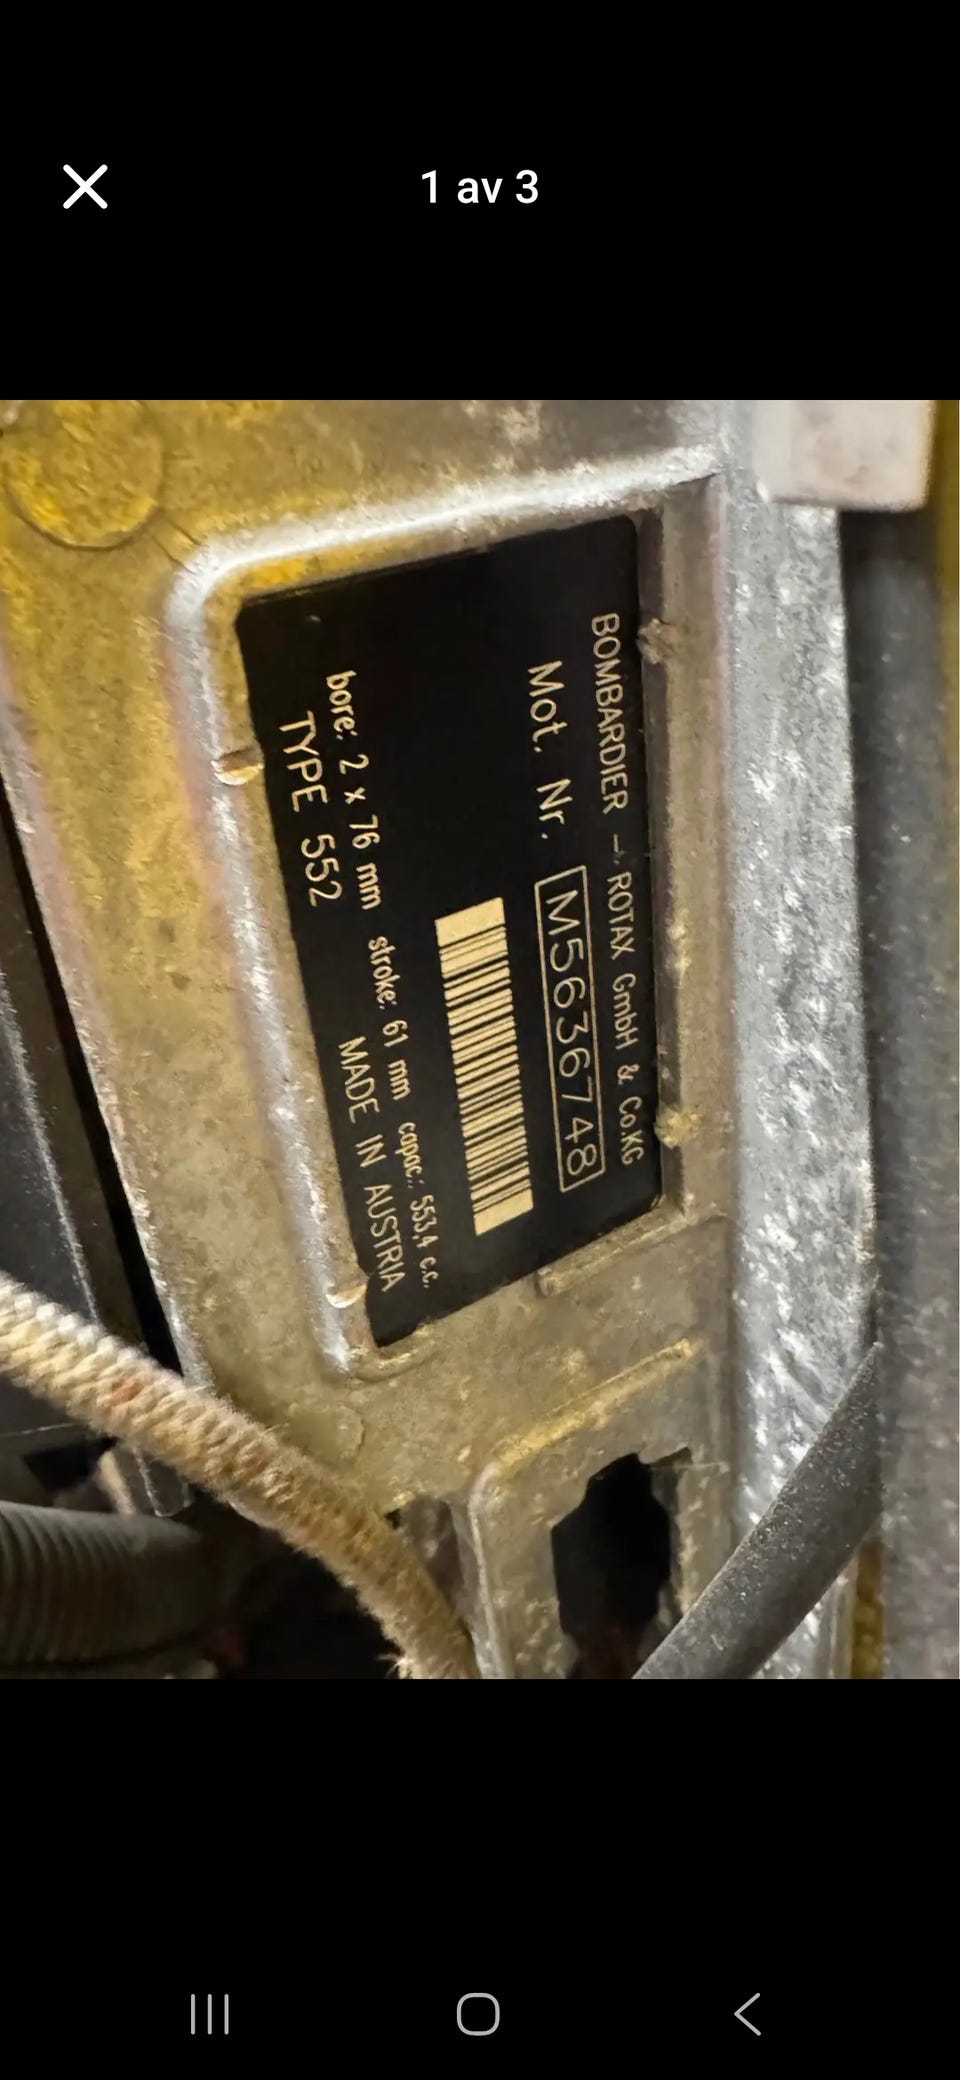 1 av 3
BOMBARDIER - ROTAX GmbH & Co.KG
Mot. Nr. M5636748
bore: 2 x 76 mm stroke: 61 mm capac.: 553,4 c.c.
TYPE 552 MADE IN AUSTRIA